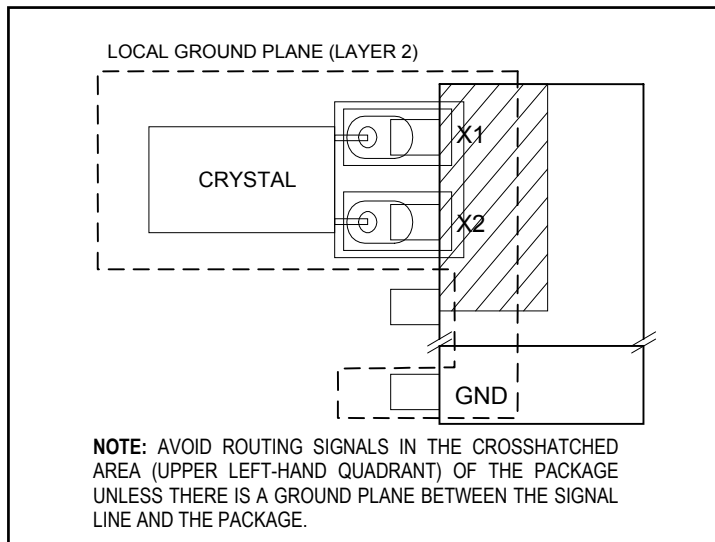 LOCAL GROUND PLANE (LAYER 2)
X1
CRYSTAL
X2
GND
NOTE: AVOID ROUTING SIGNALS IN THE CROSSHATCHED
AREA (UPPER LEFT-HAND QUADRANT) OF THE PACKAGE
UNLESS THERE IS A GROUND PLANE BETWEEN THE SIGNAL
LINE AND THE PACKAGE.